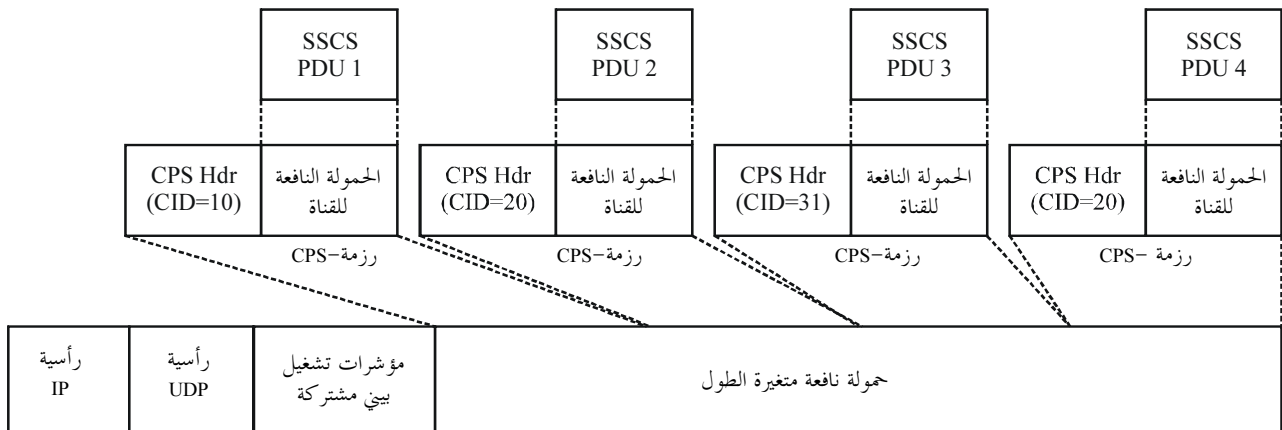 SSCS
PDU 1
SSCS
PDU 2
SSCS
PDU 3
SSCS
PDU 4
CPS Hdr
(CID=10)
الحمولة النافعة
للقناة
CPS Hdr
(CID=20)
الحمولة النافعة
للقناة
CPS Hdr
(CID=31)
الحمولة النافعة
للقناة
CPS Hdr
(CID=20)
الحمولة النافعة
للقناة
رزمة-CPS
رزمة-CPS
رزمة-CPS
رزمة -CPS
رأسية
IP
رأسية
UDP
مؤشرات تشغيل
بيني مشتركة
حمولة نافعة متغيرة الطول